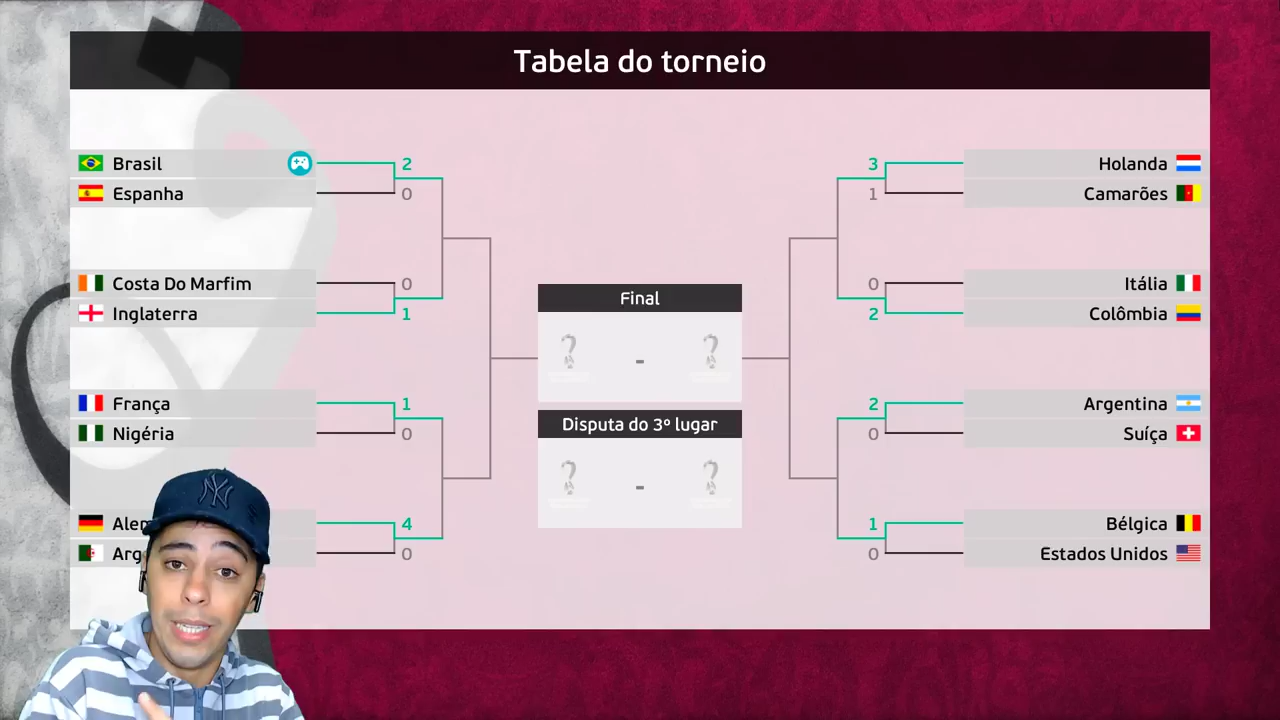 Tabela do torneio
Brasil 2
Espanha 0
Costa Do Marfim 0
Inglaterra 1
França 1
Nigéria 0
4
0
Final
-
Disputa do 3º lugar
-
3 Holanda
1 Camarões
0 Itália
2 Colômbia
2 Argentina
0 Suíça
1 Bélgica
0 Estados Unidos
NY